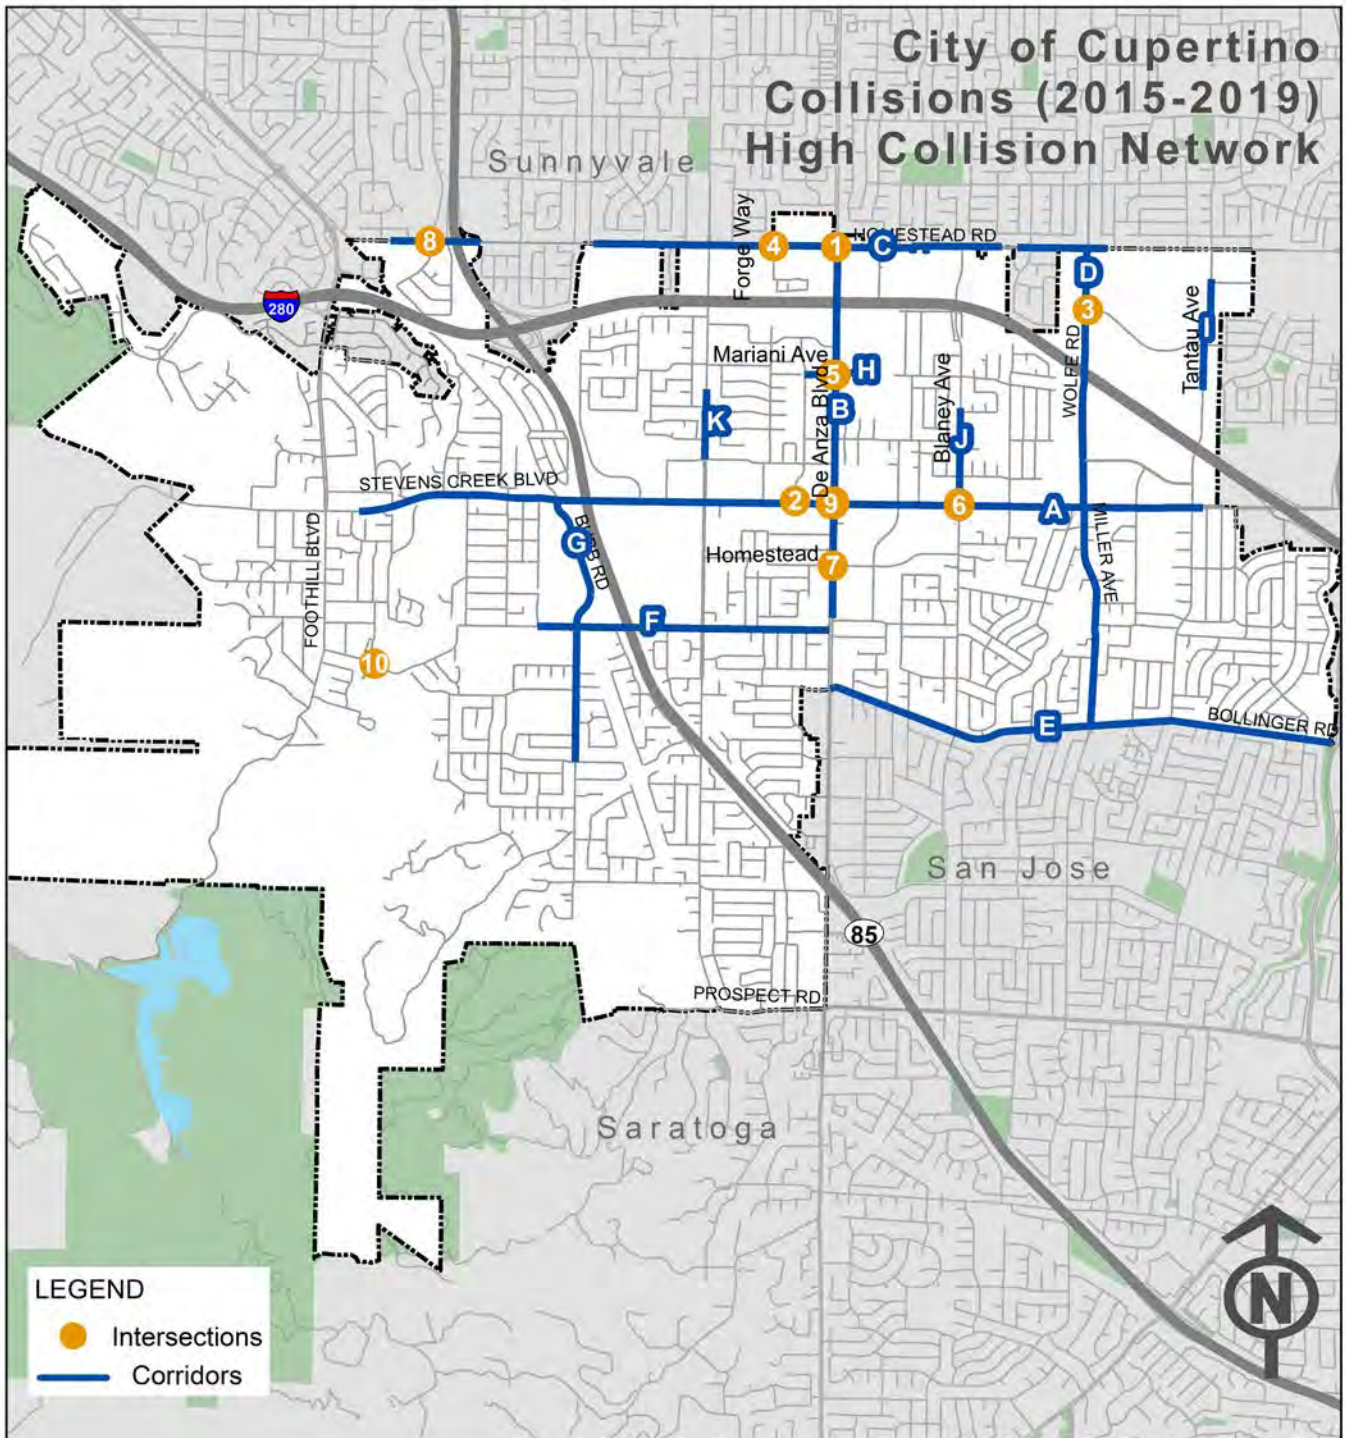 City of Cupertino
Collisions (2015-2019)
High Collision Network
Sunnyvale
Forge Way
8
4
1
C
HOMESTEAD RD
D
280
3
I
Tantau Ave
Mariani Ave
5
H
WOLFE RD
De Anza Blvd
B
K
Blaney Ave
J
STEVENS CREEK BLVD
2
9
6
A
FOOTHILL BLVD
G
BUBB RD
Homestead
7
MILLER AVE
F
10
E
BOLLINGER RD
San Jose
85
PROSPECT RD
Saratoga
LEGEND
Intersections
Corridors
N